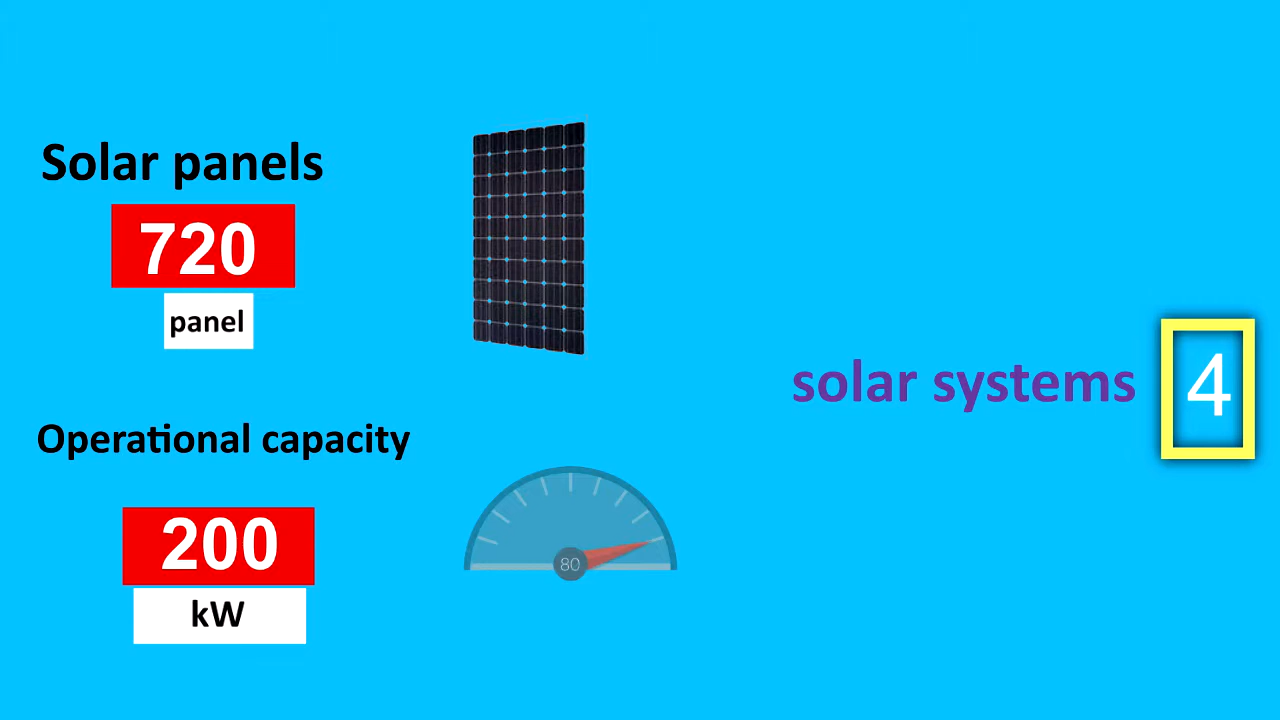 Solar panels
720
panel
Operational capacity
200
kW
80
solar systems 4